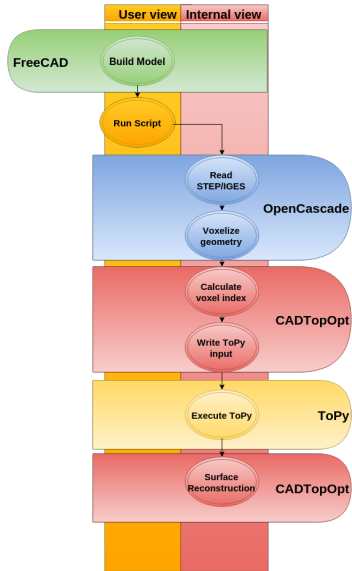 User view Internal view
FreeCAD
Build Model
Run Script
Read
STEP/IGES
OpenCascade
Voxelize
geometry
Calculate
voxel index
CADTopOpt
Write ToPy
input
Execute ToPy
ToPy
Surface
Reconstruction
CADTopOpt